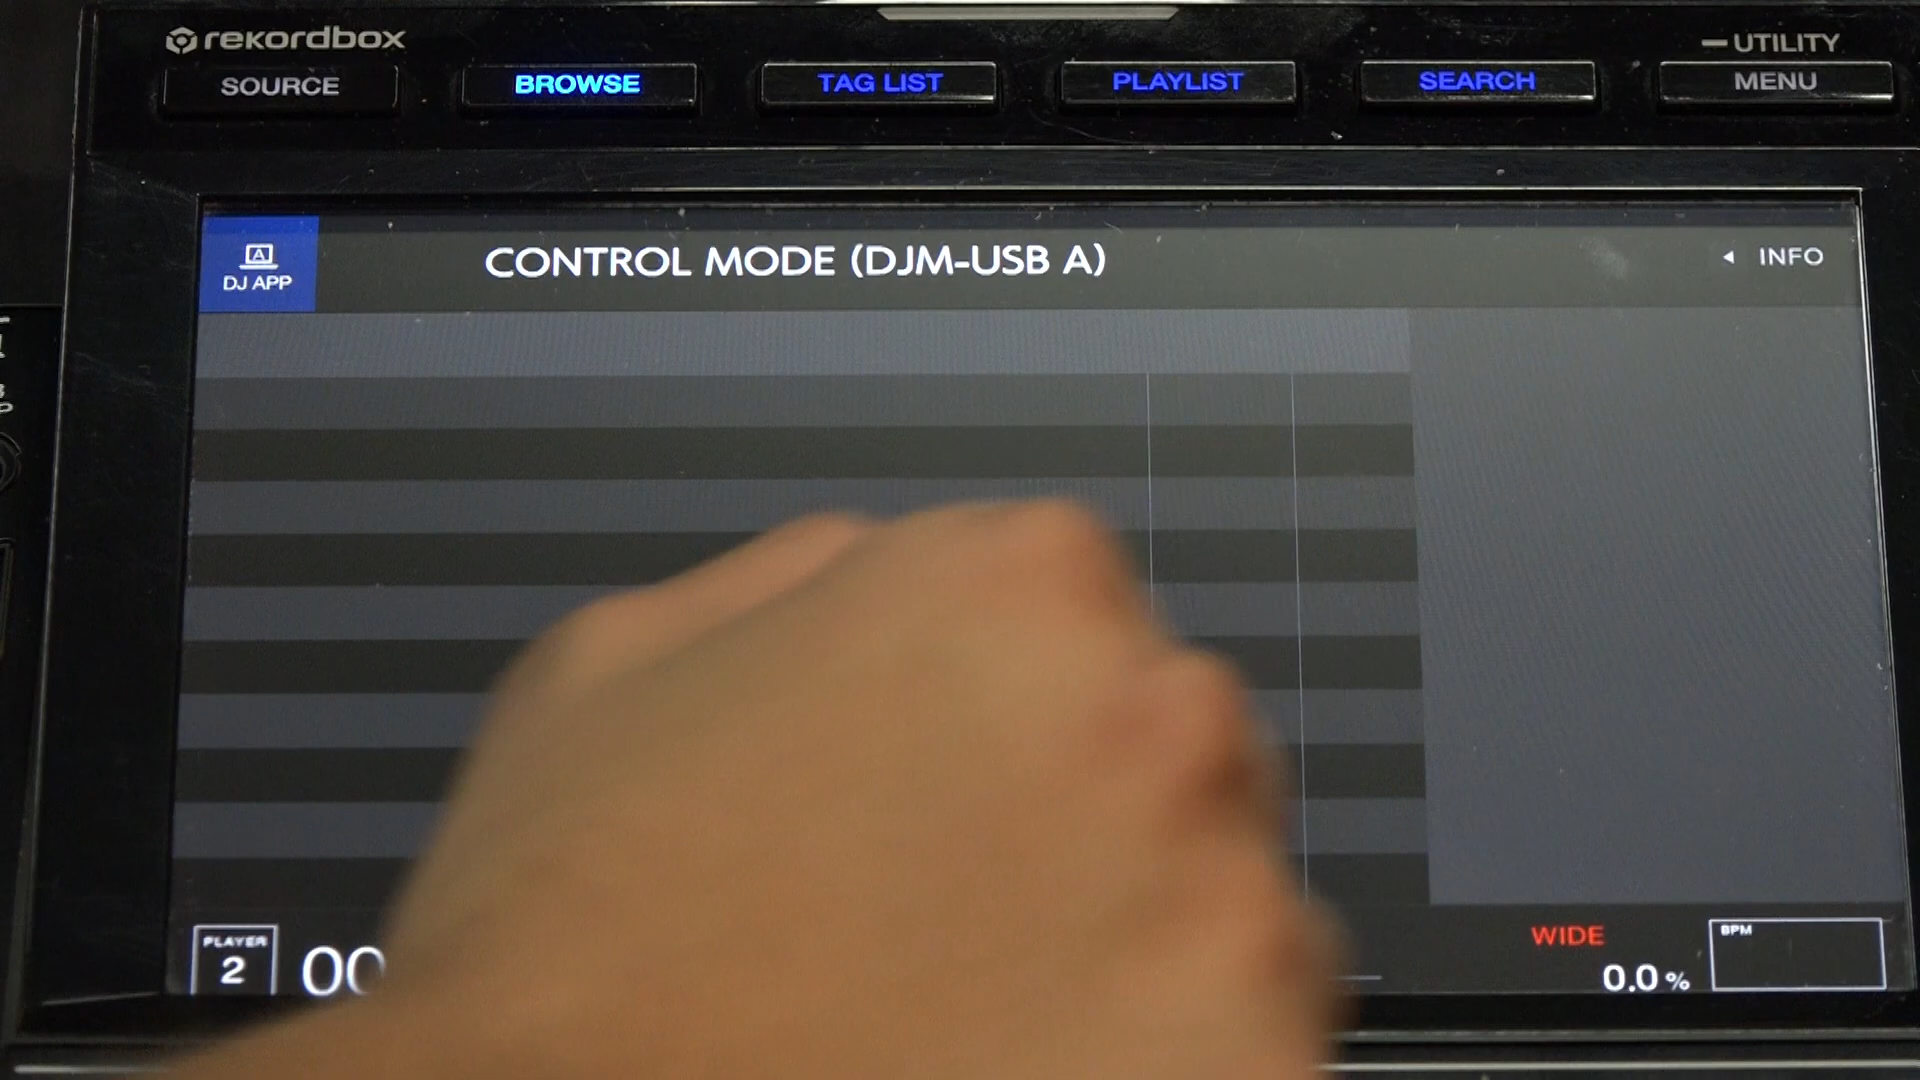 rekordbox
UTILITY
SOURCE
BROWSE
TAG LIST
PLAYLIST
SEARCH
MENU
A
DJ APP
CONTROL MODE (DJM-USB A)
INFO
PLAYER
2
00
WIDE
0.0 %
BPM